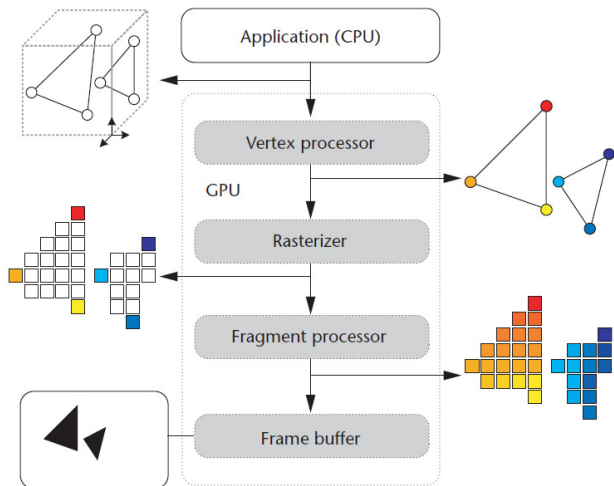 Application (CPU)
Vertex processor
GPU
Rasterizer
Fragment processor
Frame buffer